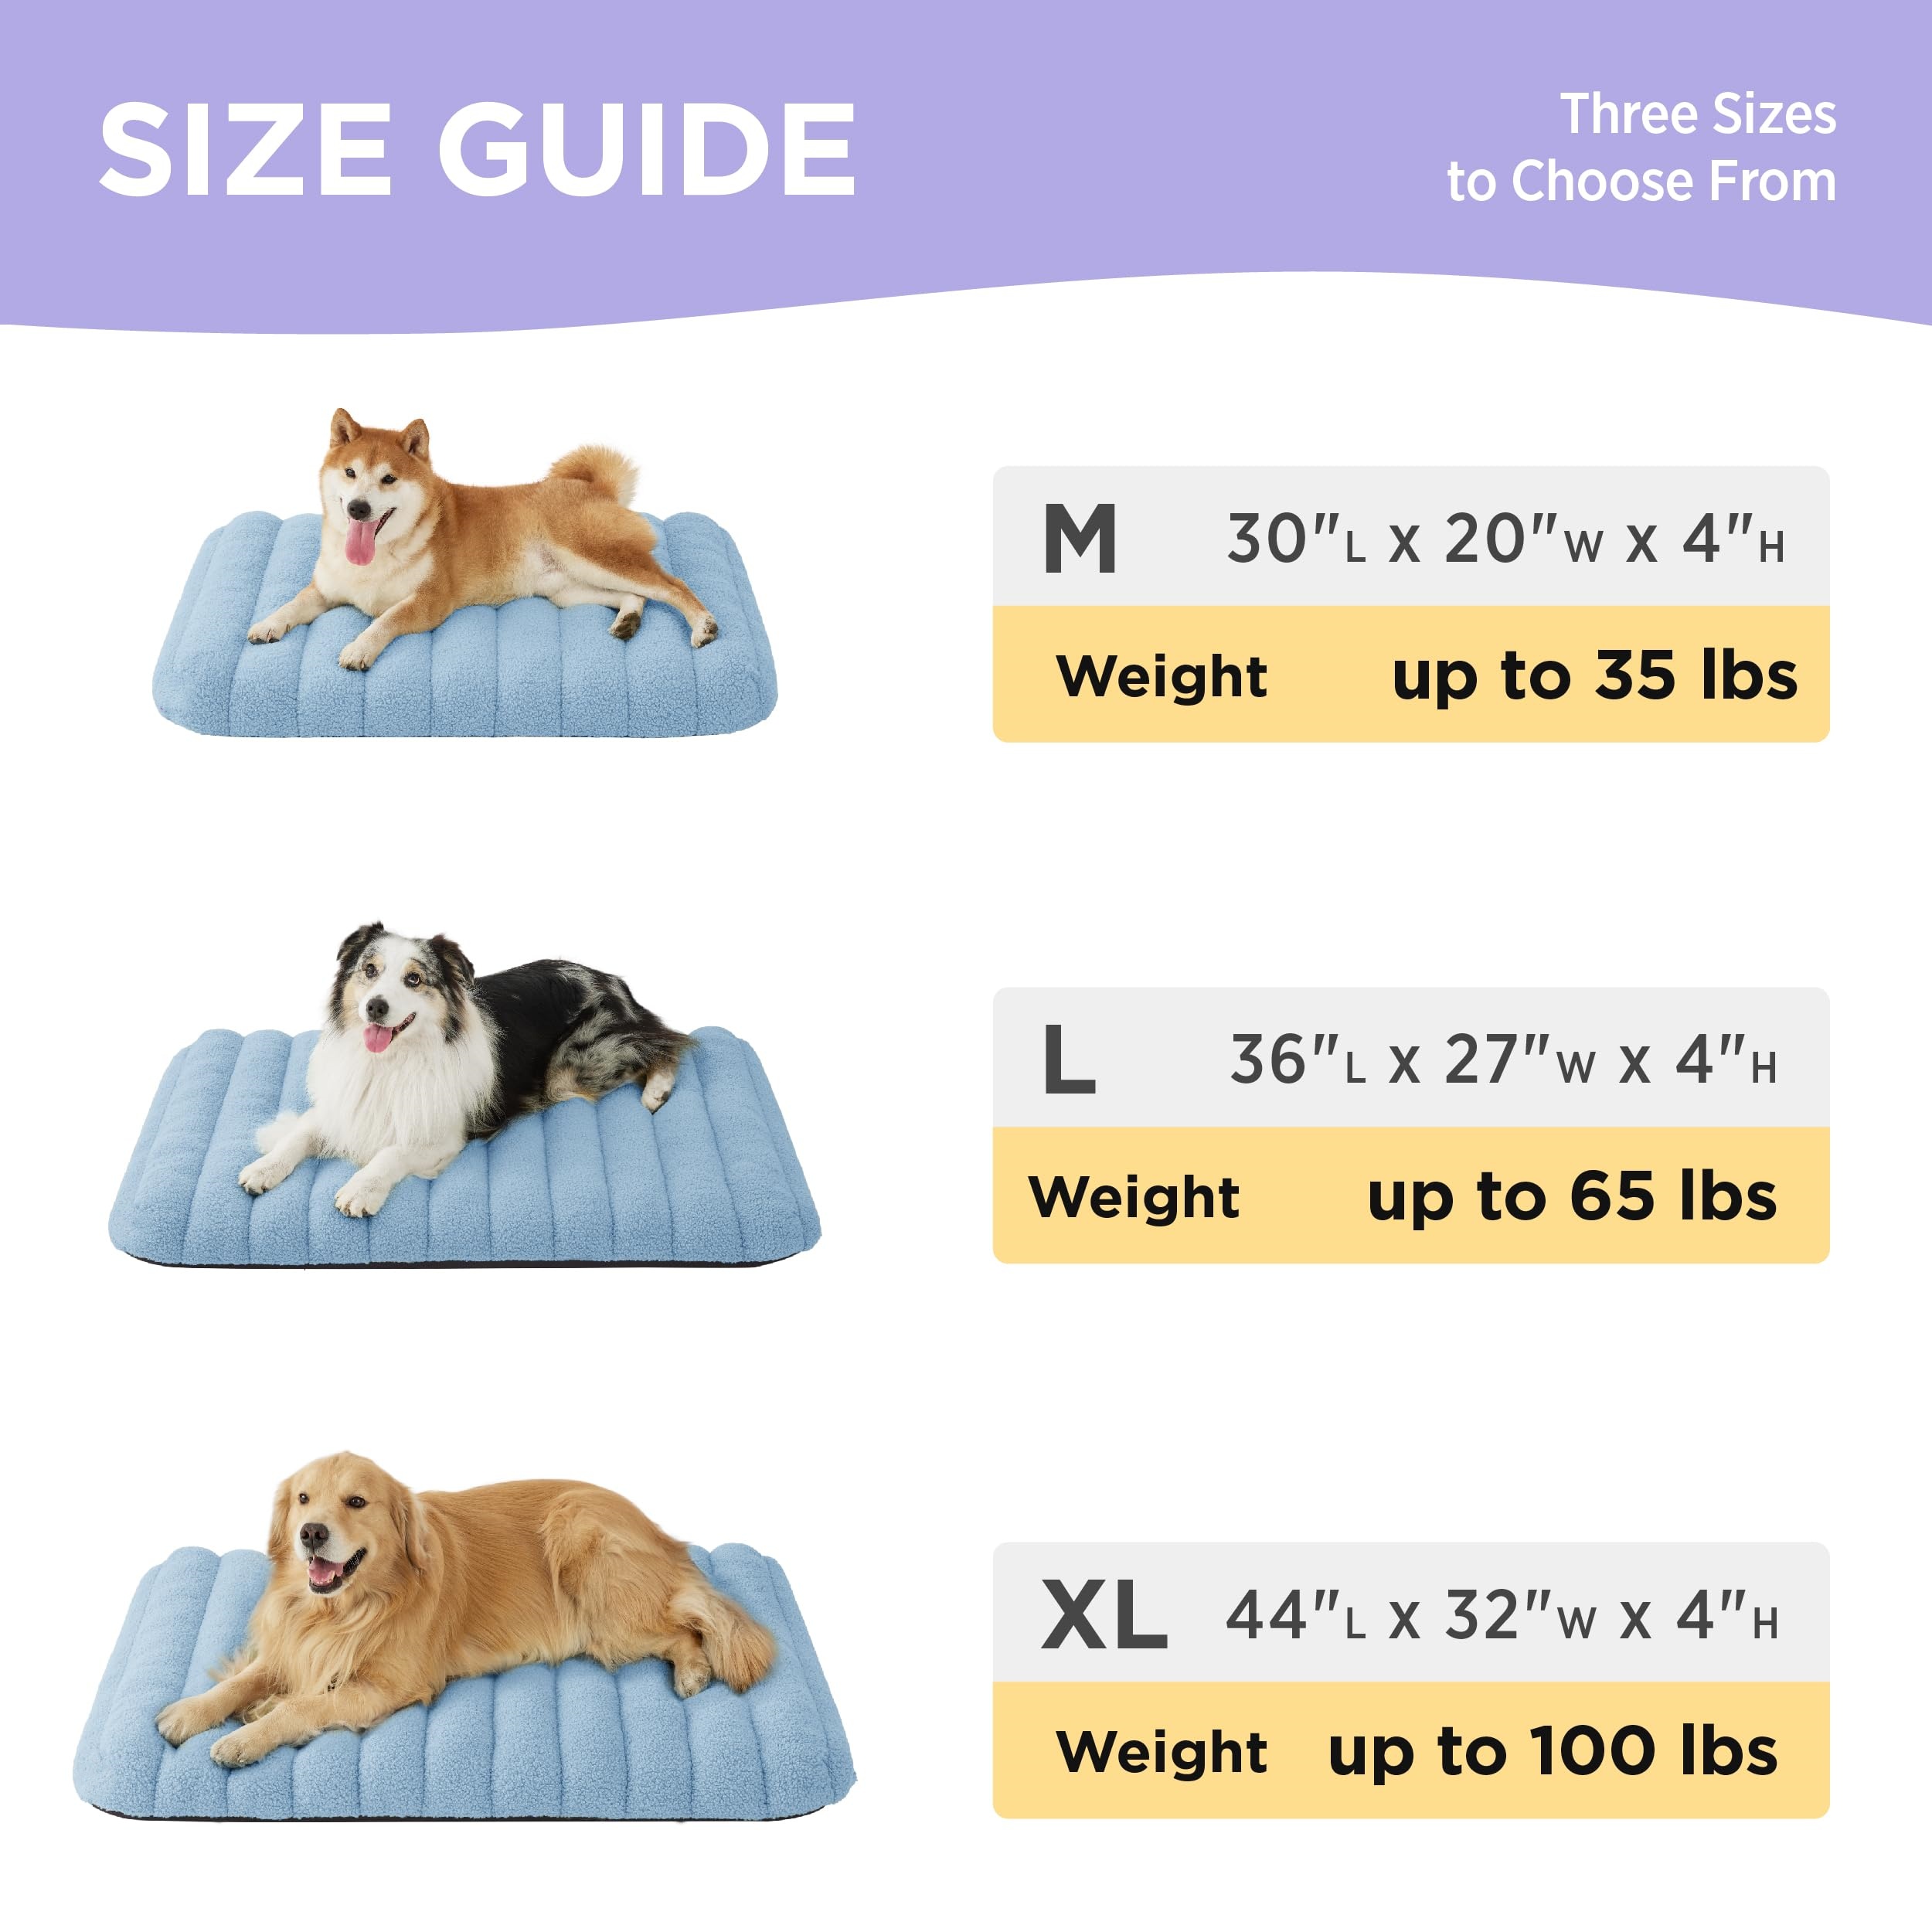 SIZE GUIDE
Three Sizes
to Choose From
M 30"L x 20"W x 4"H
Weight up to 35 lbs
L 36"L x 27"W x 4"H
Weight up to 65 lbs
XL 44"L x 32"W x 4"H
Weight up to 100 lbs